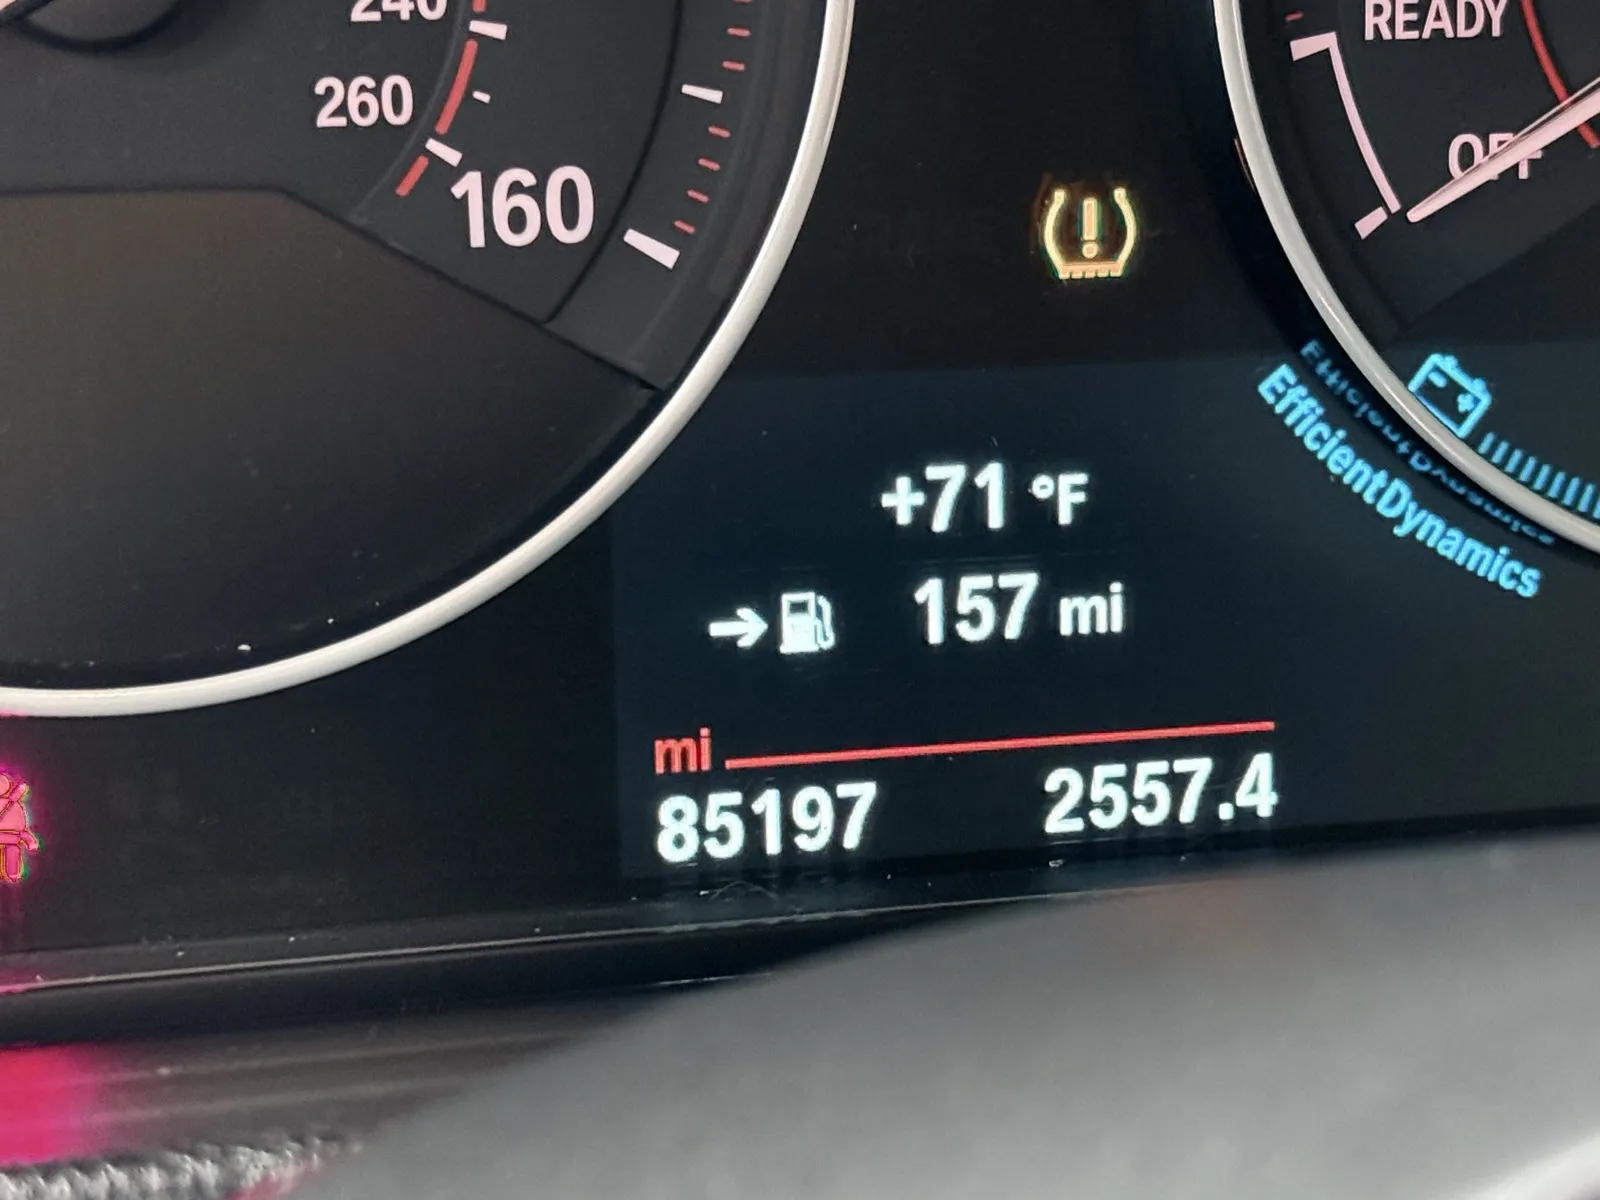 240
260
160
READY
OFF
EfficientDynamics
+71 °F
157 mi
mi
85197 2557.4